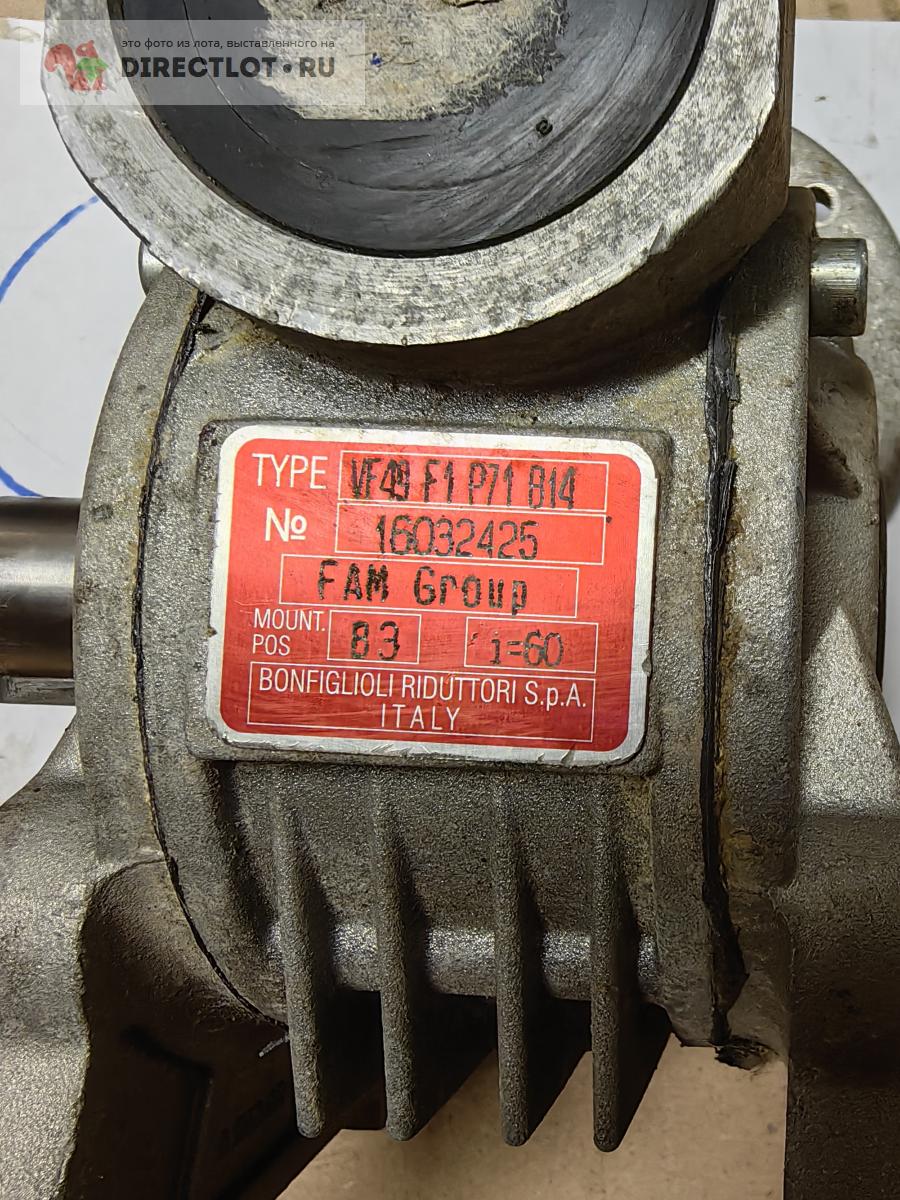 это фото из лота, выставленного на
DIRECTLOT.RU
TYPE VF49 F1 P71 B14
№ 16032425
FAM Group
MOUNT. POS B3 i=60
BONFIGLIOLI RIDUTTORI S.p.A.
ITALY